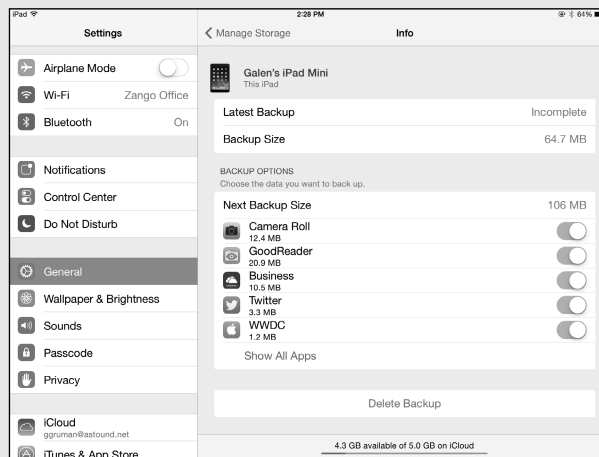 iPad 2:28 PM 64%
Settings
Manage Storage Info
Airplane Mode
Wi-Fi Zango Office
Bluetooth On
Notifications
Control Center
Do Not Disturb
General
Wallpaper & Brightness
Sounds
Passcode
Privacy
iCloud
ggruman@astound.net
iTunes & App Store
Galen's iPad Mini
This iPad
Latest Backup Incomplete
Backup Size 64.7 MB
BACKUP OPTIONS
Choose the data you want to back up.
Next Backup Size 106 MB
Camera Roll
12.4 MB
GoodReader
20.9 MB
Business
10.5 MB
Twitter
3.3 MB
WWDC
1.2 MB
Show All Apps
Delete Backup
4.3 GB available of 5.0 GB on iCloud